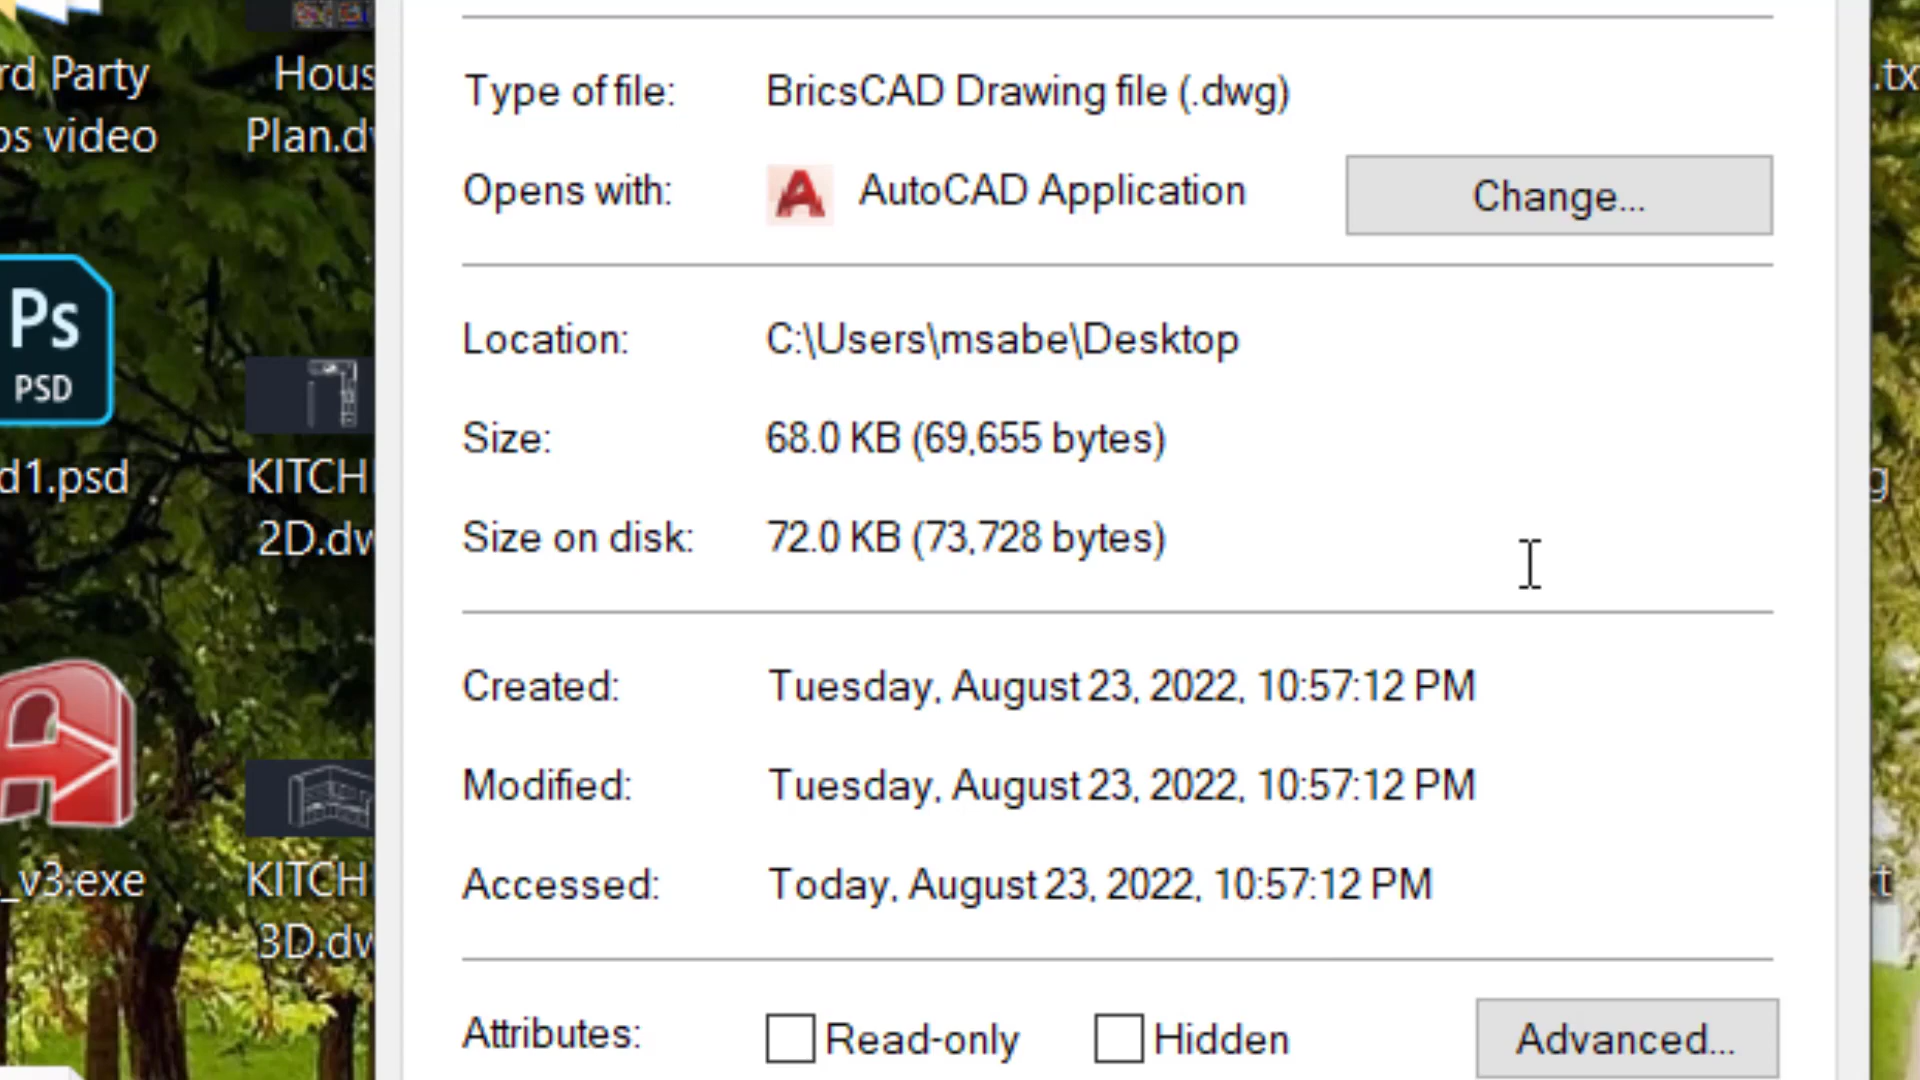 rd Party
ps video
Hous
Plan.dw
Ps
PSD
d1.psd
KITCH
2D.dw
_v3.exe
KITCH
3D.dw
Type of file: BricsCAD Drawing file (.dwg)
Opens with: AutoCAD Application Change...
Location: C:\Users\msabe\Desktop
Size: 68.0 KB (69,655 bytes)
Size on disk: 72.0 KB (73,728 bytes)
Created: Tuesday, August 23, 2022, 10:57:12 PM
Modified: Tuesday, August 23, 2022, 10:57:12 PM
Accessed: Today, August 23, 2022, 10:57:12 PM
Attributes: Read-only Hidden Advanced...
.tx
g
t